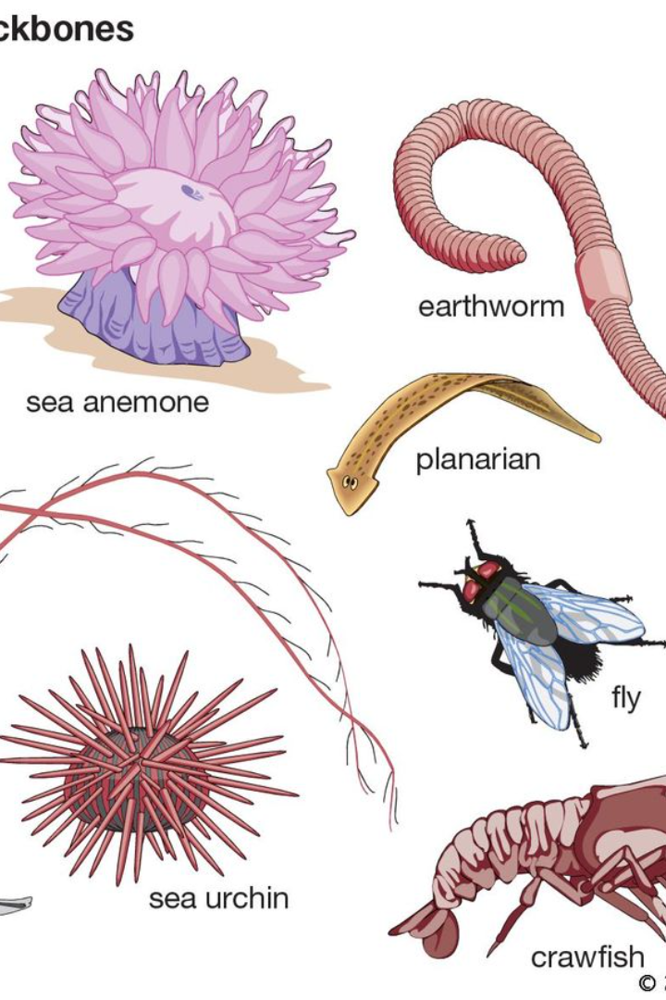 ckbones
earthworm
sea anemone
planarian
fly
sea urchin
crawfish
©